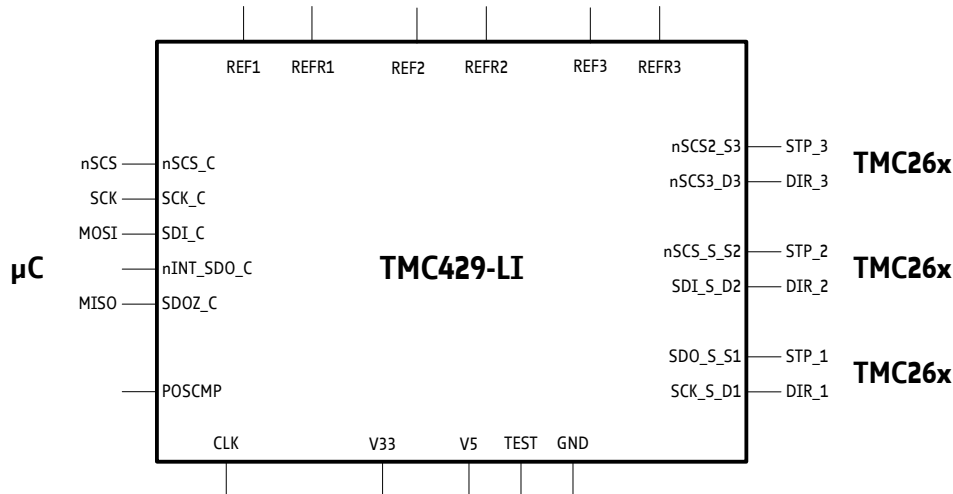 REF1 REFR1 REF2 REFR2 REF3 REFR3
nSCS2_S3 STP_3
TMC26x
nSCS nSCS_C
nSCS3_D3 DIR_3
SCK SCK_C
MOSI SDI_C
nSCS_S_S2 STP_2
µC nINT_SDO_C TMC429-LI TMC26x
SDI_S_D2 DIR_2
MISO SDOZ_C
SDO_S_S1 STP_1
TMC26x
POSCMP SCK_S_D1 DIR_1
CLK V33 V5 TEST GND